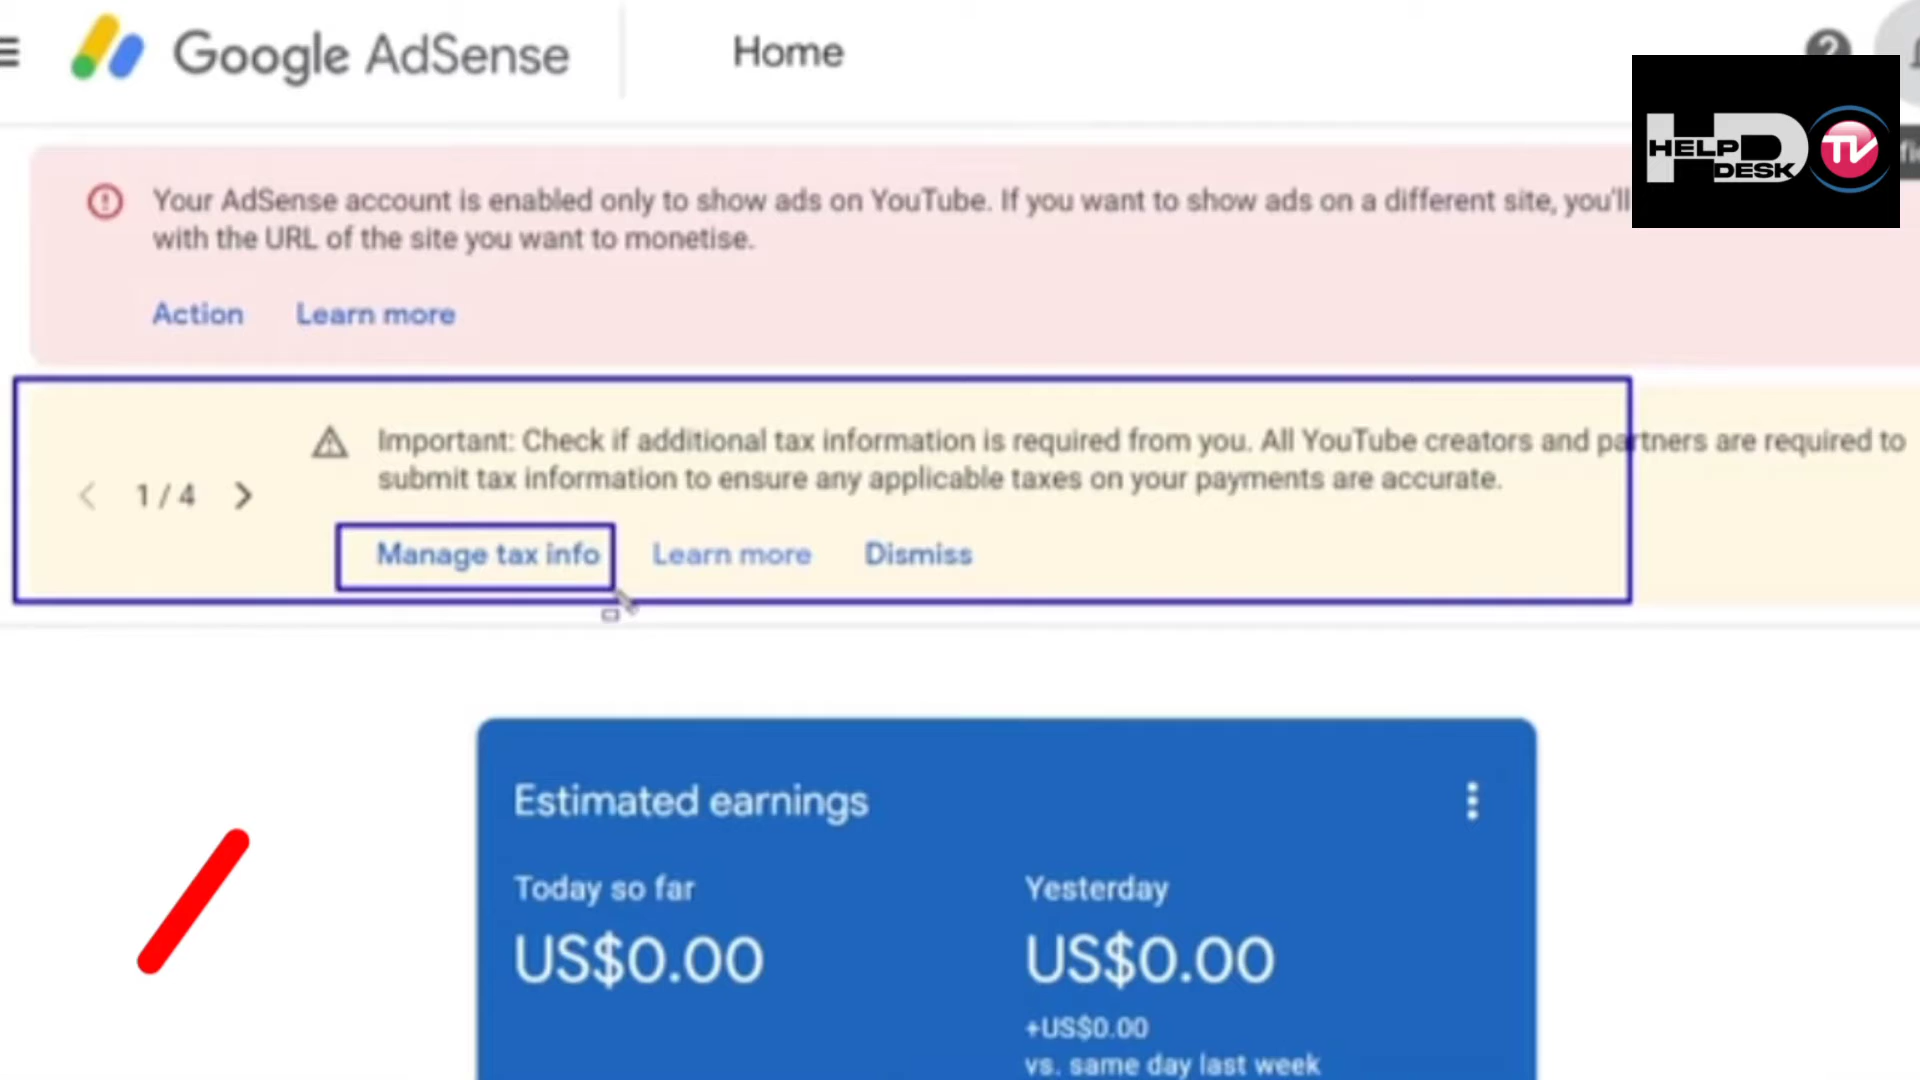 Google AdSense
Home
?
HELP DESK TV
Your AdSense account is enabled only to show ads on YouTube. If you want to show ads on a different site, you'll
with the URL of the site you want to monetise.
Action Learn more
Important: Check if additional tax information is required from you. All YouTube creators and partners are required to
submit tax information to ensure any applicable taxes on your payments are accurate.
1 / 4
Manage tax info Learn more Dismiss
Estimated earnings
Today so far Yesterday
US$0.00 US$0.00
+US$0.00
vs. same day last week